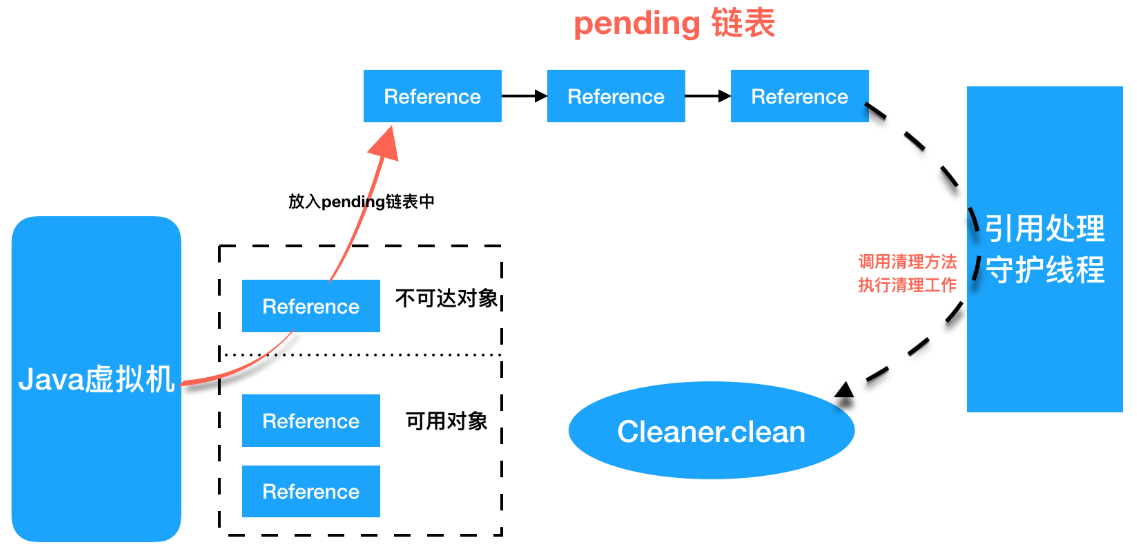 pending 链表
Reference
Reference
Reference
放入pending链表中
引用处理
守护线程
调用清理方法
执行清理工作
Reference
不可达对象
Java虚拟机
Reference
可用对象
Cleaner.clean
Reference